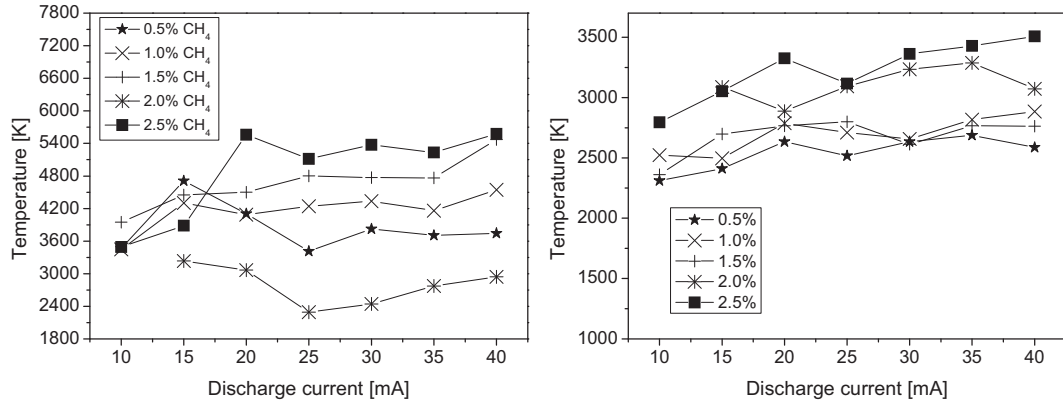 7800
7200
6600
6000
5400
4800
4200
3600
3000
2400
1800
Temperature [K]
0.5% CH4
1.0% CH4
1.5% CH4
2.0% CH4
2.5% CH4
10 15 20 25 30 35 40
Discharge current [mA]
3500
3000
2500
2000
1500
1000
Temperature [K]
0.5%
1.0%
1.5%
2.0%
2.5%
10 15 20 25 30 35 40
Discharge current [mA]